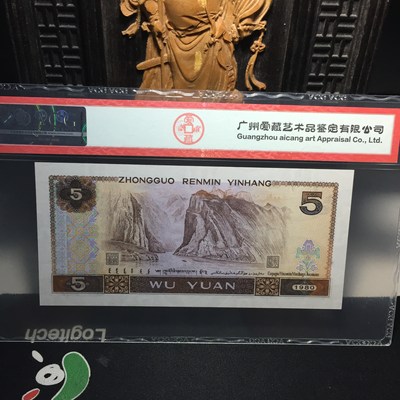 广州爱藏艺术品鉴定有限公司
Guangzhou aicang art Appraisal Co., Ltd.
ZHONGGUO RENMIN YINHANG
5
5
5
WU YUAN
1980
Logitech